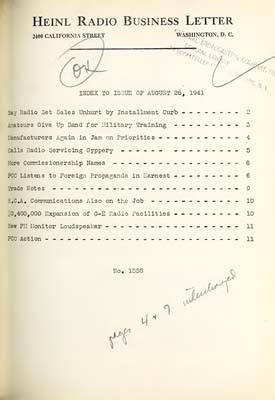 HEINL RADIO BUSINESS LETTER
2400 CALIFORNIA STREET WASHINGTON, D. C.
OK
INDEX TO ISSUE OF AUGUST 26, 1941
Say Radio Set Sales Unhurt by Installment Curb - - - - - - - - - - 2
Amateurs Give Up Band for Military Training - - - - - - - - - - - 3
Manufacturers Again in Jam on Priorities - - - - - - - - - - - - - 4
Calls Radio Servicing Gyppery - - - - - - - - - - - - - - - - - - 5
More Commissionership Names - - - - - - - - - - - - - - - - - - - 6
FCC Listens to Foreign Propaganda in Earnest - - - - - - - - - - - 6
Trade Notes - - - - - - - - - - - - - - - - - - - - - - - - - - - 9
R.C.A. Communications Also on the Job - - - - - - - - - - - - - - 10
$2,400,000 Expansion of G-E Radio Facilities - - - - - - - - - - - 10
New FM Monitor Loudspeaker - - - - - - - - - - - - - - - - - - - - 11
FCC Action - - - - - - - - - - - - - - - - - - - - - - - - - - - - 11
No. 1358
pages 4 & 7 interchanged